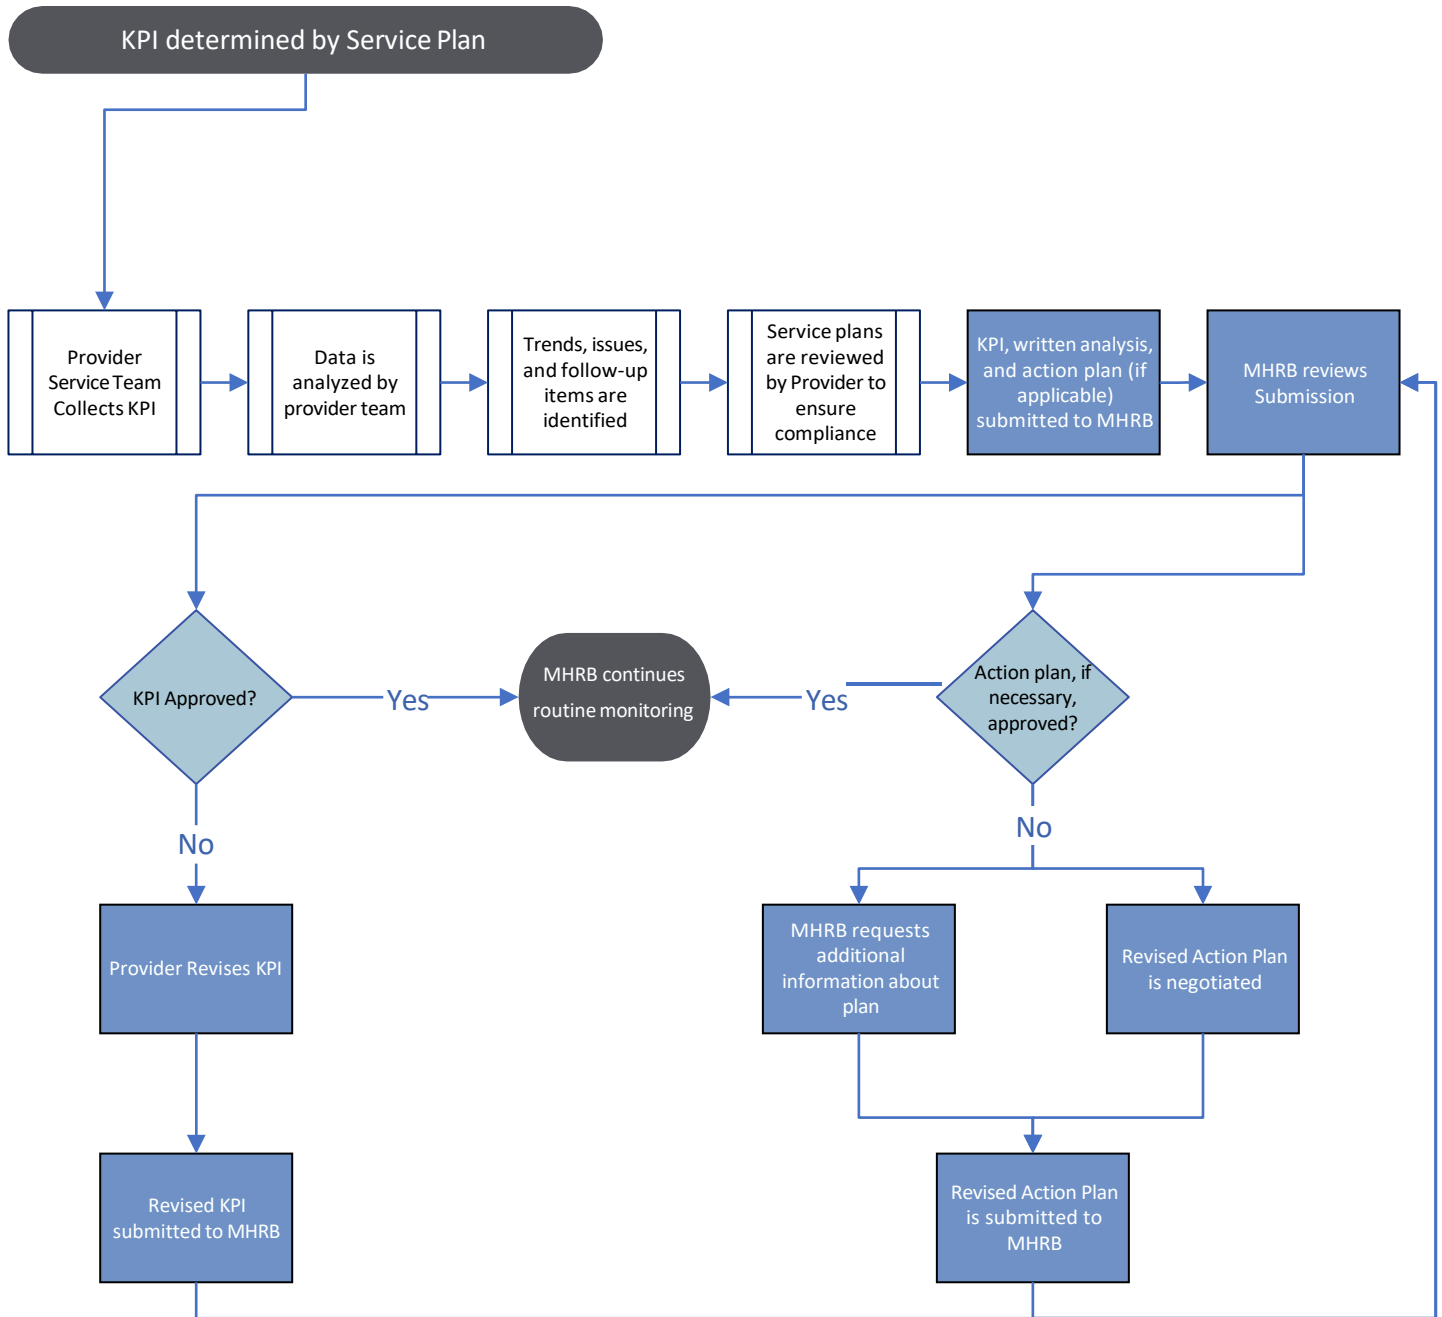 KPI determined by Service Plan
Provider
Service Team
Collects KPI
Data is
analyzed by
provider team
Trends, issues,
and follow-up
items are
identified
Service plans
are reviewed
by Provider to
ensure
compliance
KPI, written analysis,
and action plan (if
applicable)
submitted to MHRB
MHRB reviews
Submission
KPI Approved?
Yes
MHRB continues
routine monitoring
Yes
Action plan, if
necessary,
approved?
No
No
Provider Revises KPI
MHRB requests
additional
information about
plan
Revised Action Plan
is negotiated
Revised KPI
submitted to MHRB
Revised Action Plan
is submitted to
MHRB